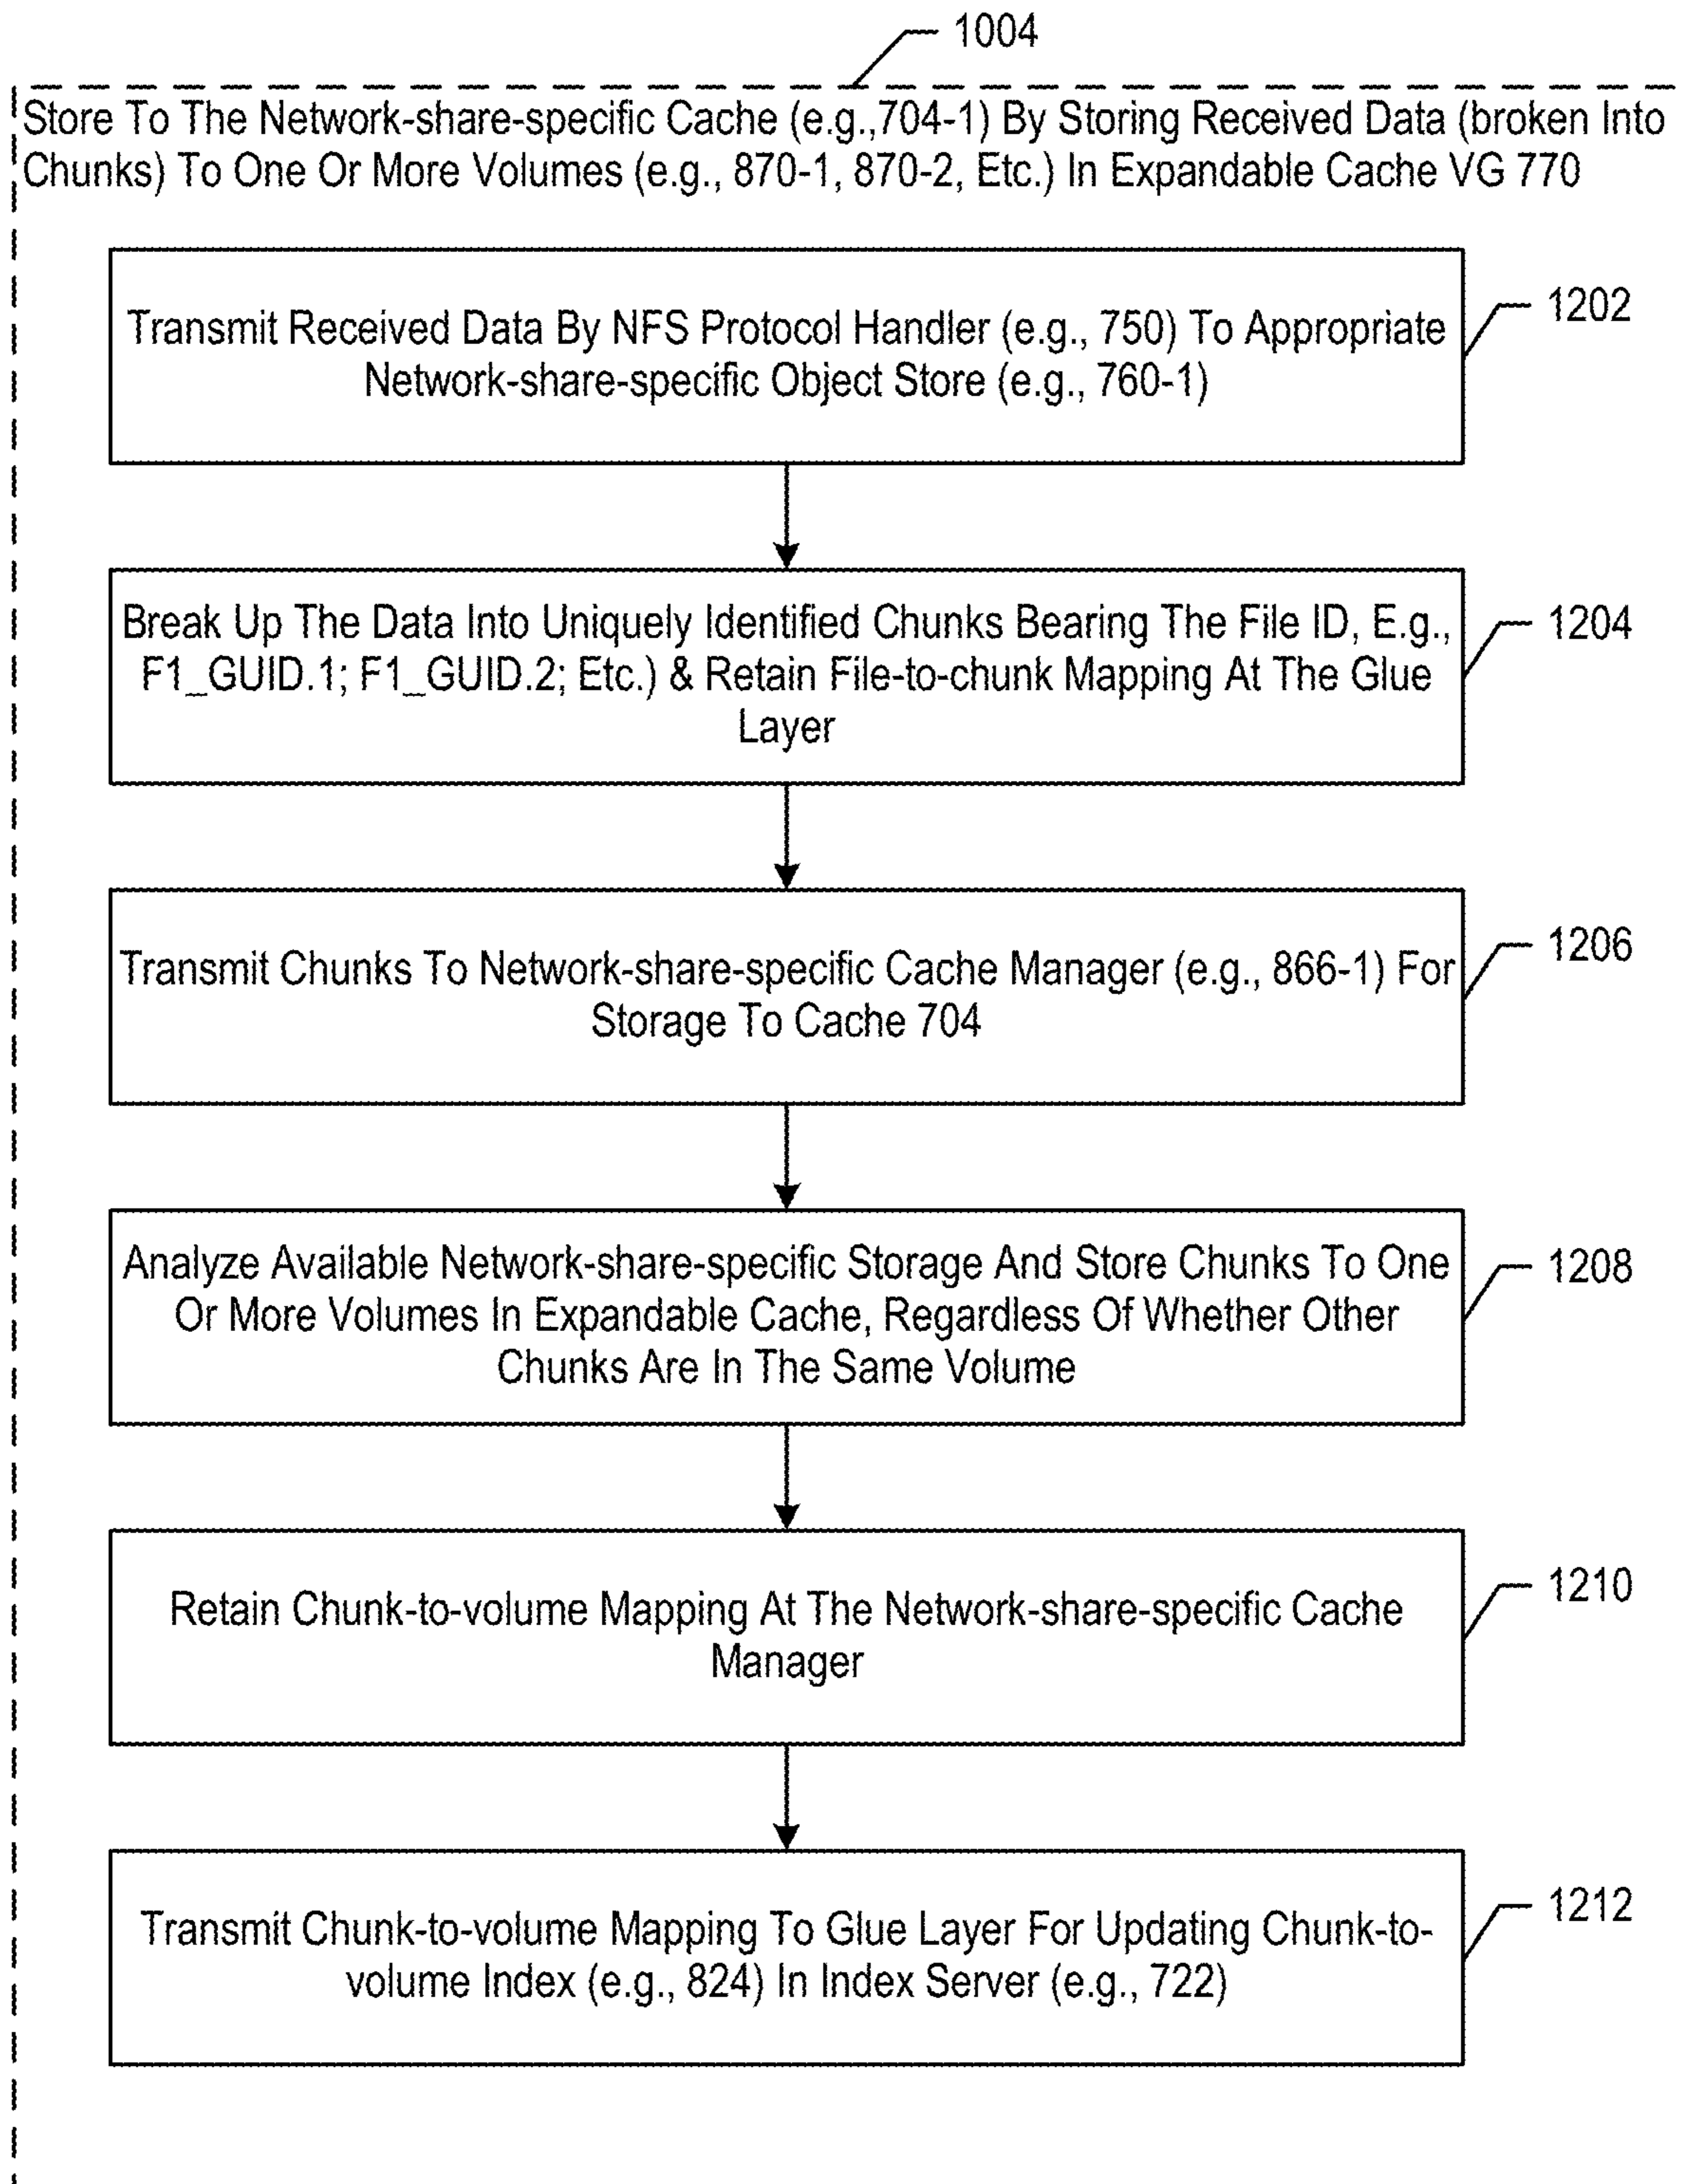 1004
Store To The Network-share-specific Cache (e.g.,704-1) By Storing Received Data (broken Into
Chunks) To One Or More Volumes (e.g., 870-1, 870-2, Etc.) In Expandable Cache VG 770
1202
Transmit Received Data By NFS Protocol Handler (e.g., 750) To Appropriate
Network-share-specific Object Store (e.g., 760-1)
1204
Break Up The Data Into Uniquely Identified Chunks Bearing The File ID, E.g.,
F1_GUID.1; F1_GUID.2; Etc.) & Retain File-to-chunk Mapping At The Glue
Layer
1206
Transmit Chunks To Network-share-specific Cache Manager (e.g., 866-1) For
Storage To Cache 704
1208
Analyze Available Network-share-specific Storage And Store Chunks To One
Or More Volumes In Expandable Cache, Regardless Of Whether Other
Chunks Are In The Same Volume
1210
Retain Chunk-to-volume Mapping At The Network-share-specific Cache
Manager
1212
Transmit Chunk-to-volume Mapping To Glue Layer For Updating Chunk-to-
volume Index (e.g., 824) In Index Server (e.g., 722)